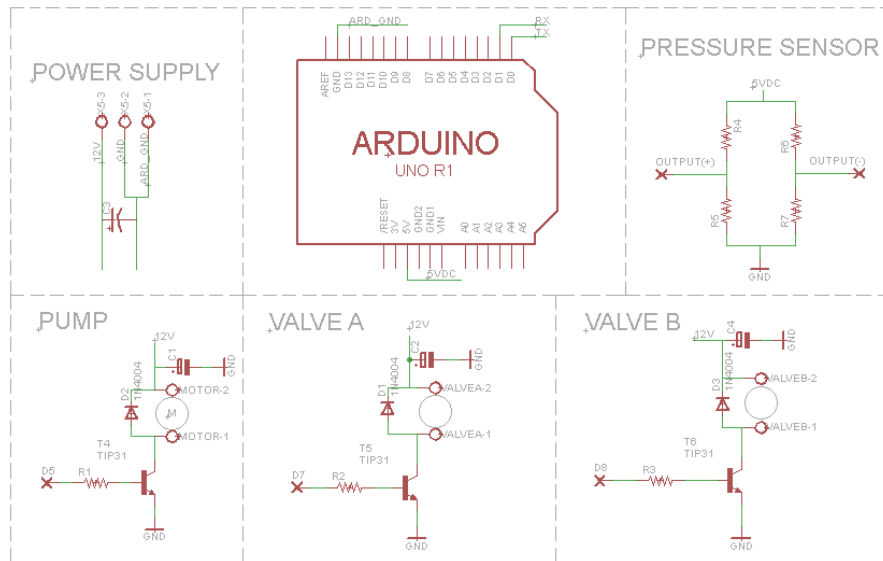 POWER SUPPLY
X5-3
X5-2
X5-1
12V
GND
ARD_GND
C3
ARD_GND
RX
TX
AREF
GND
D13
D12
D11
D10
D9
D8
D7
D6
D5
D4
D3
D2
D1
D0
ARDUINO
UNO R1
/RESET
3V
5V
GND2
GND1
VIN
A0
A1
A2
A3
A4
A5
5VDC
PRESSURE SENSOR
5VDC
R4
R6
OUTPUT(+)
OUTPUT(-)
R5
R7
GND
PUMP
12V
C1
GND
D2
1N4004
MOTOR-2
M
MOTOR-1
T4
TIP31
D5
R1
GND
VALVE A
12V
C2
GND
D1
1N4004
VALVEA-2
VALVEA-1
T5
TIP31
D7
R2
GND
VALVE B
12V
C4
GND
D3
1N4004
VALVEB-2
VALVEB-1
T6
TIP31
D8
R3
GND